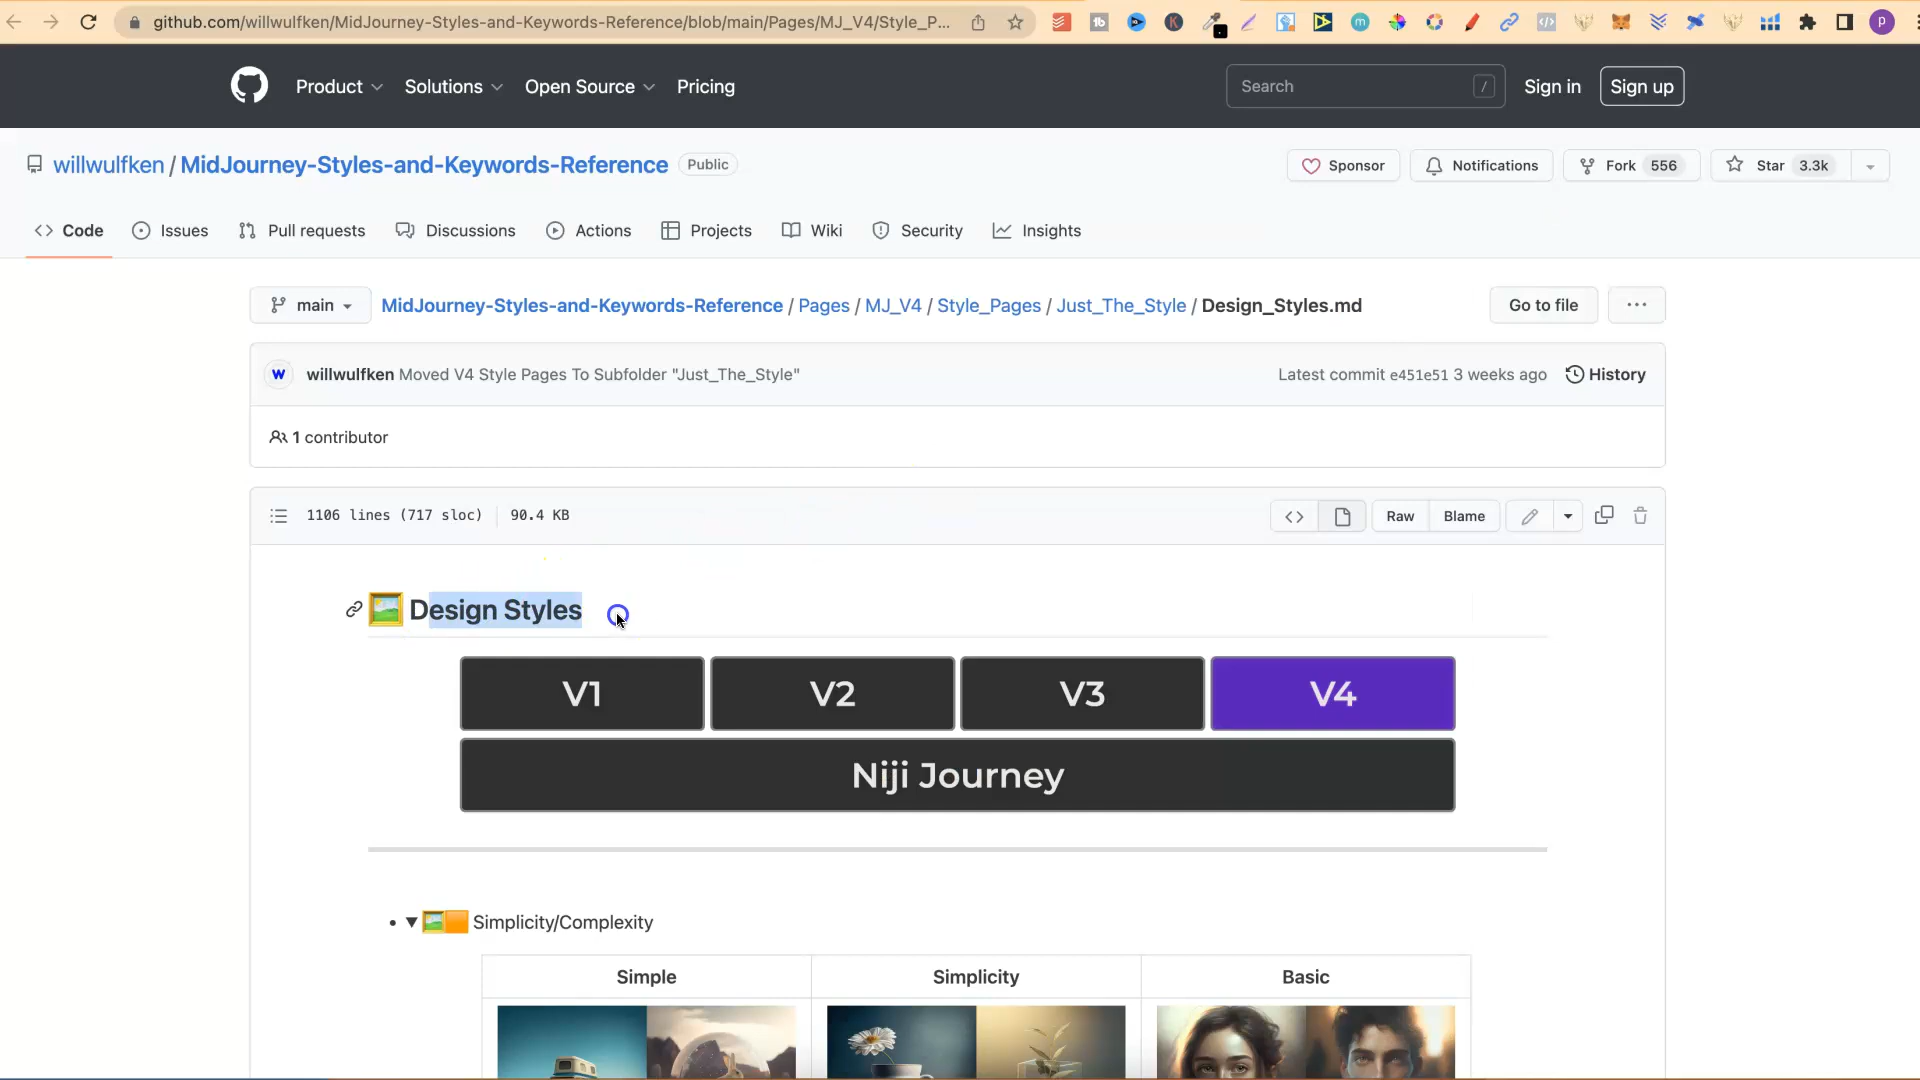 github.com/willwulfken/MidJourney-Styles-and-Keywords-Reference/blob/main/Pages/MJ_V4/Style_P...
Product Solutions Open Source Pricing Search / Sign in Sign up
willwulfken / MidJourney-Styles-and-Keywords-Reference Public Sponsor Notifications Fork 556 Star 3.3k
Code Issues Pull requests Discussions Actions Projects Wiki Security Insights
main MidJourney-Styles-and-Keywords-Reference / Pages / MJ_V4 / Style_Pages / Just_The_Style / Design_Styles.md Go to file ...
W willwulfken Moved V4 Style Pages To Subfolder "Just_The_Style" Latest commit e451e51 3 weeks ago History
1 contributor
1106 lines (717 sloc) 90.4 KB <> Raw Blame
Design Styles
V1 V2 V3 V4
Niji Journey
Simplicity/Complexity
Simple Simplicity Basic